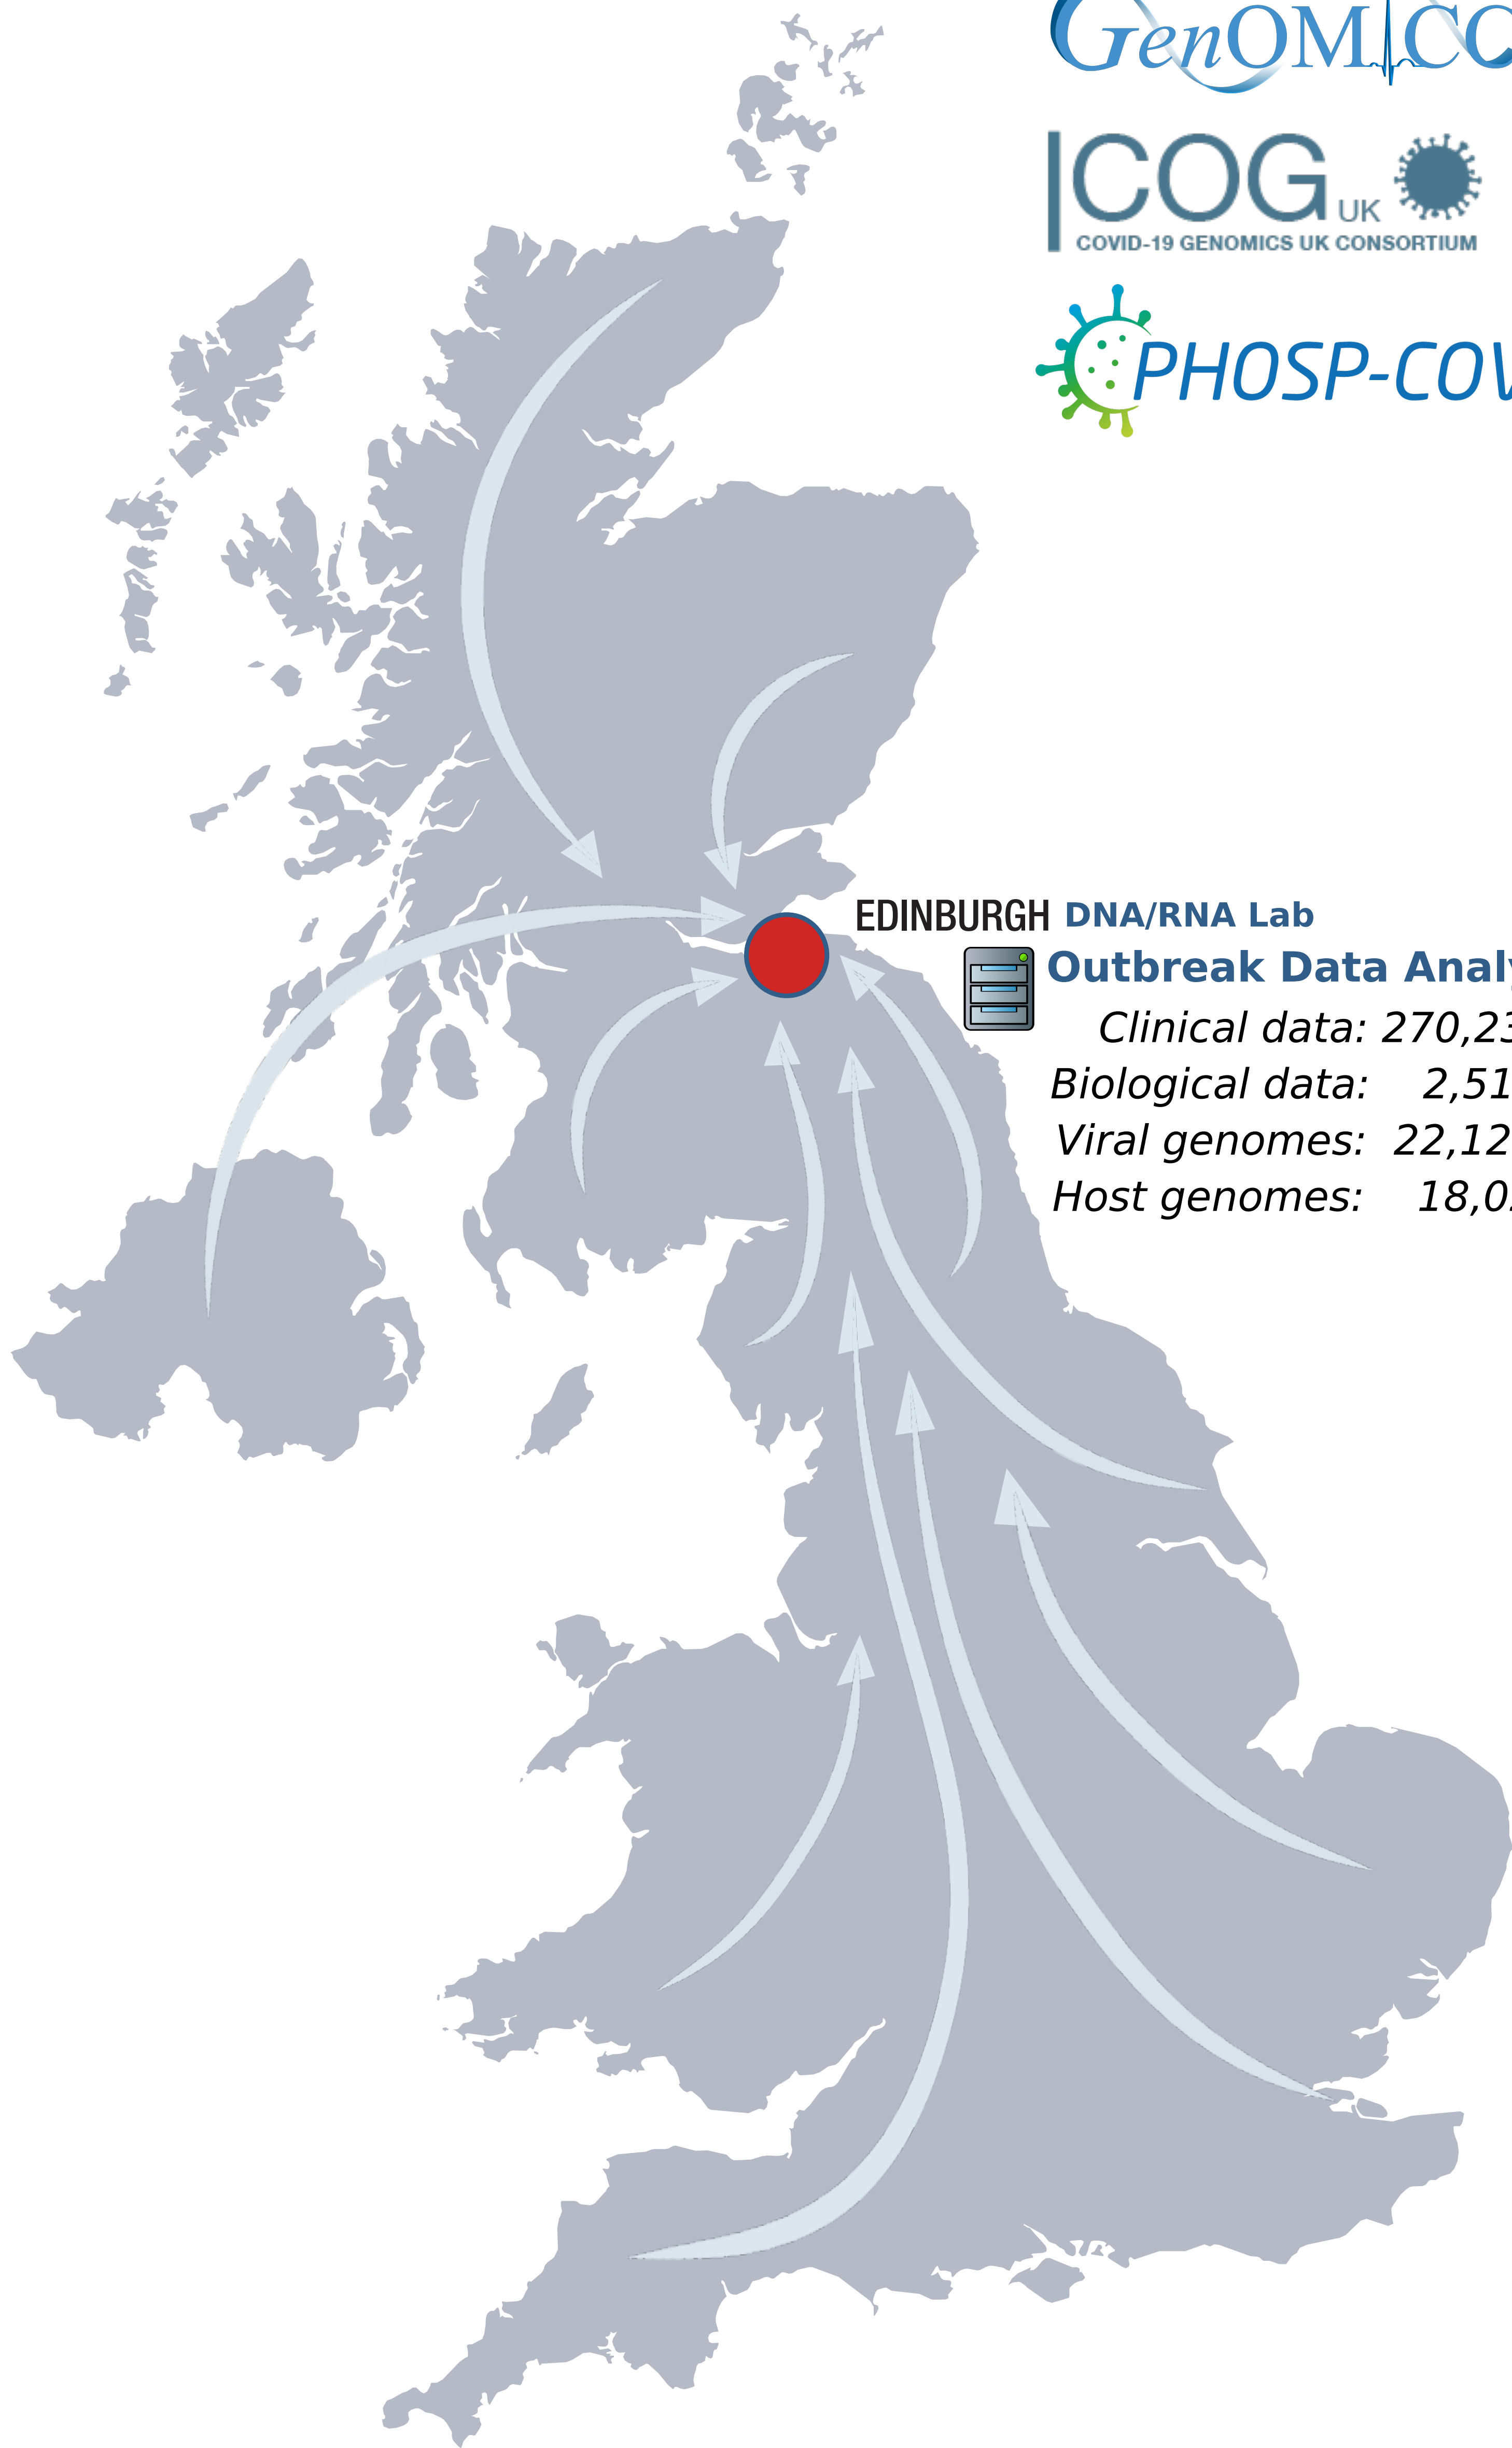 GenOMICC
COG UK
COVID-19 GENOMICS UK CONSORTIUM
PHOSP-COV
EDINBURGH DNA/RNA Lab
Outbreak Data Analy
Clinical data: 270,23
Biological data: 2,51
Viral genomes: 22,12
Host genomes: 18,0